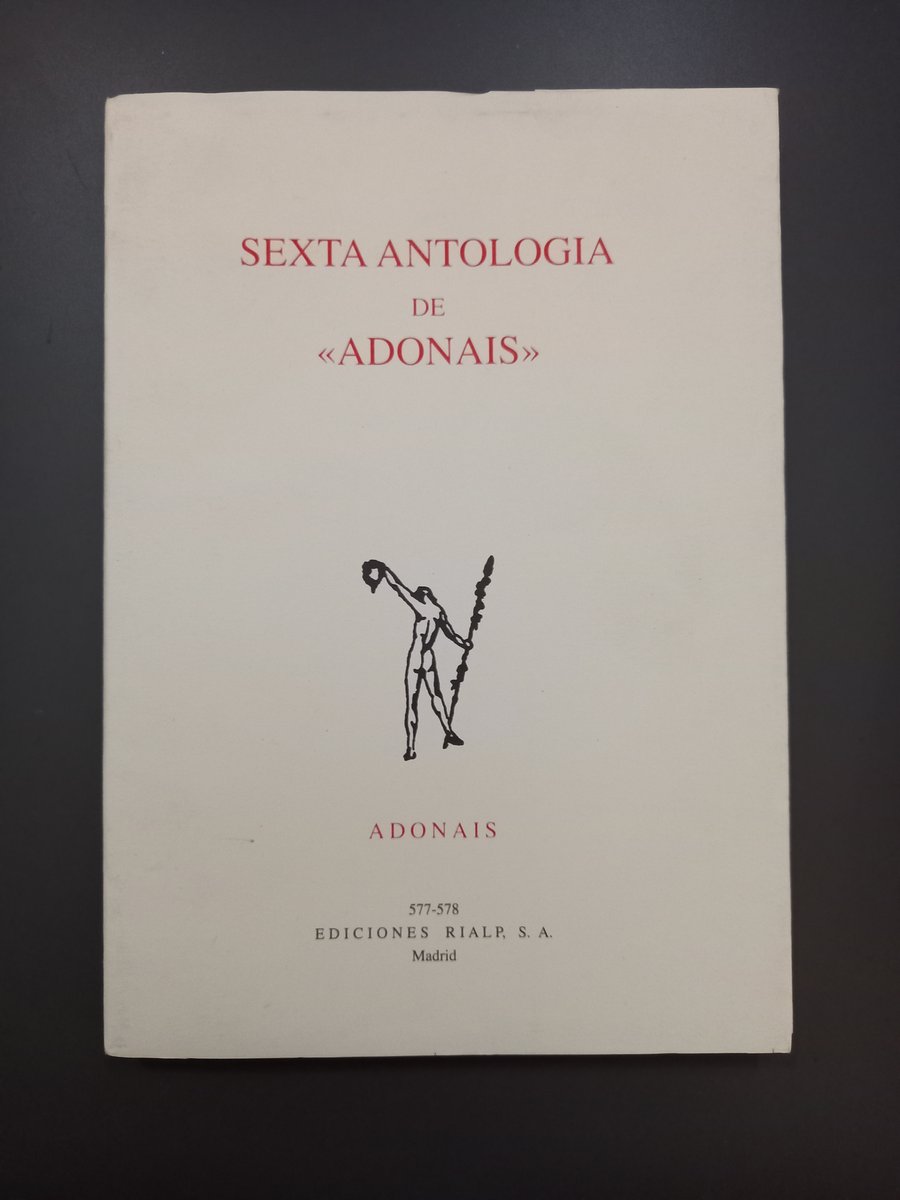 SEXTA ANTOLOGIA
DE
«ADONAIS»
ADONAIS
577-578
EDICIONES RIALP, S. A.
Madrid